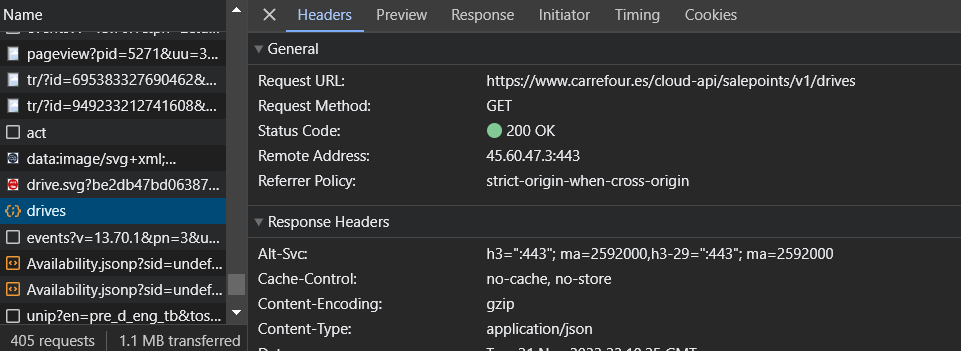 Name
pageview?pid=5271&uu=3...
tr/?id=695383327690462&...
tr/?id=949233212741608&...
act
data:image/svg+xml;...
drive.svg?be2db47bd06387...
drives
events?v=13.70.1&pn=3&u...
Availability.jsonp?sid=undef...
Availability.jsonp?sid=undef...
unip?en=pre_d_eng_tb&tos...
405 requests 1.1 MB transferred
Headers Preview Response Initiator Timing Cookies
General
Request URL: https://www.carrefour.es/cloud-api/salepoints/v1/drives
Request Method: GET
Status Code: 200 OK
Remote Address: 45.60.47.3:443
Referrer Policy: strict-origin-when-cross-origin
Response Headers
Alt-Svc: h3=":443"; ma=2592000,h3-29=":443"; ma=2592000
Cache-Control: no-cache, no-store
Content-Encoding: gzip
Content-Type: application/json